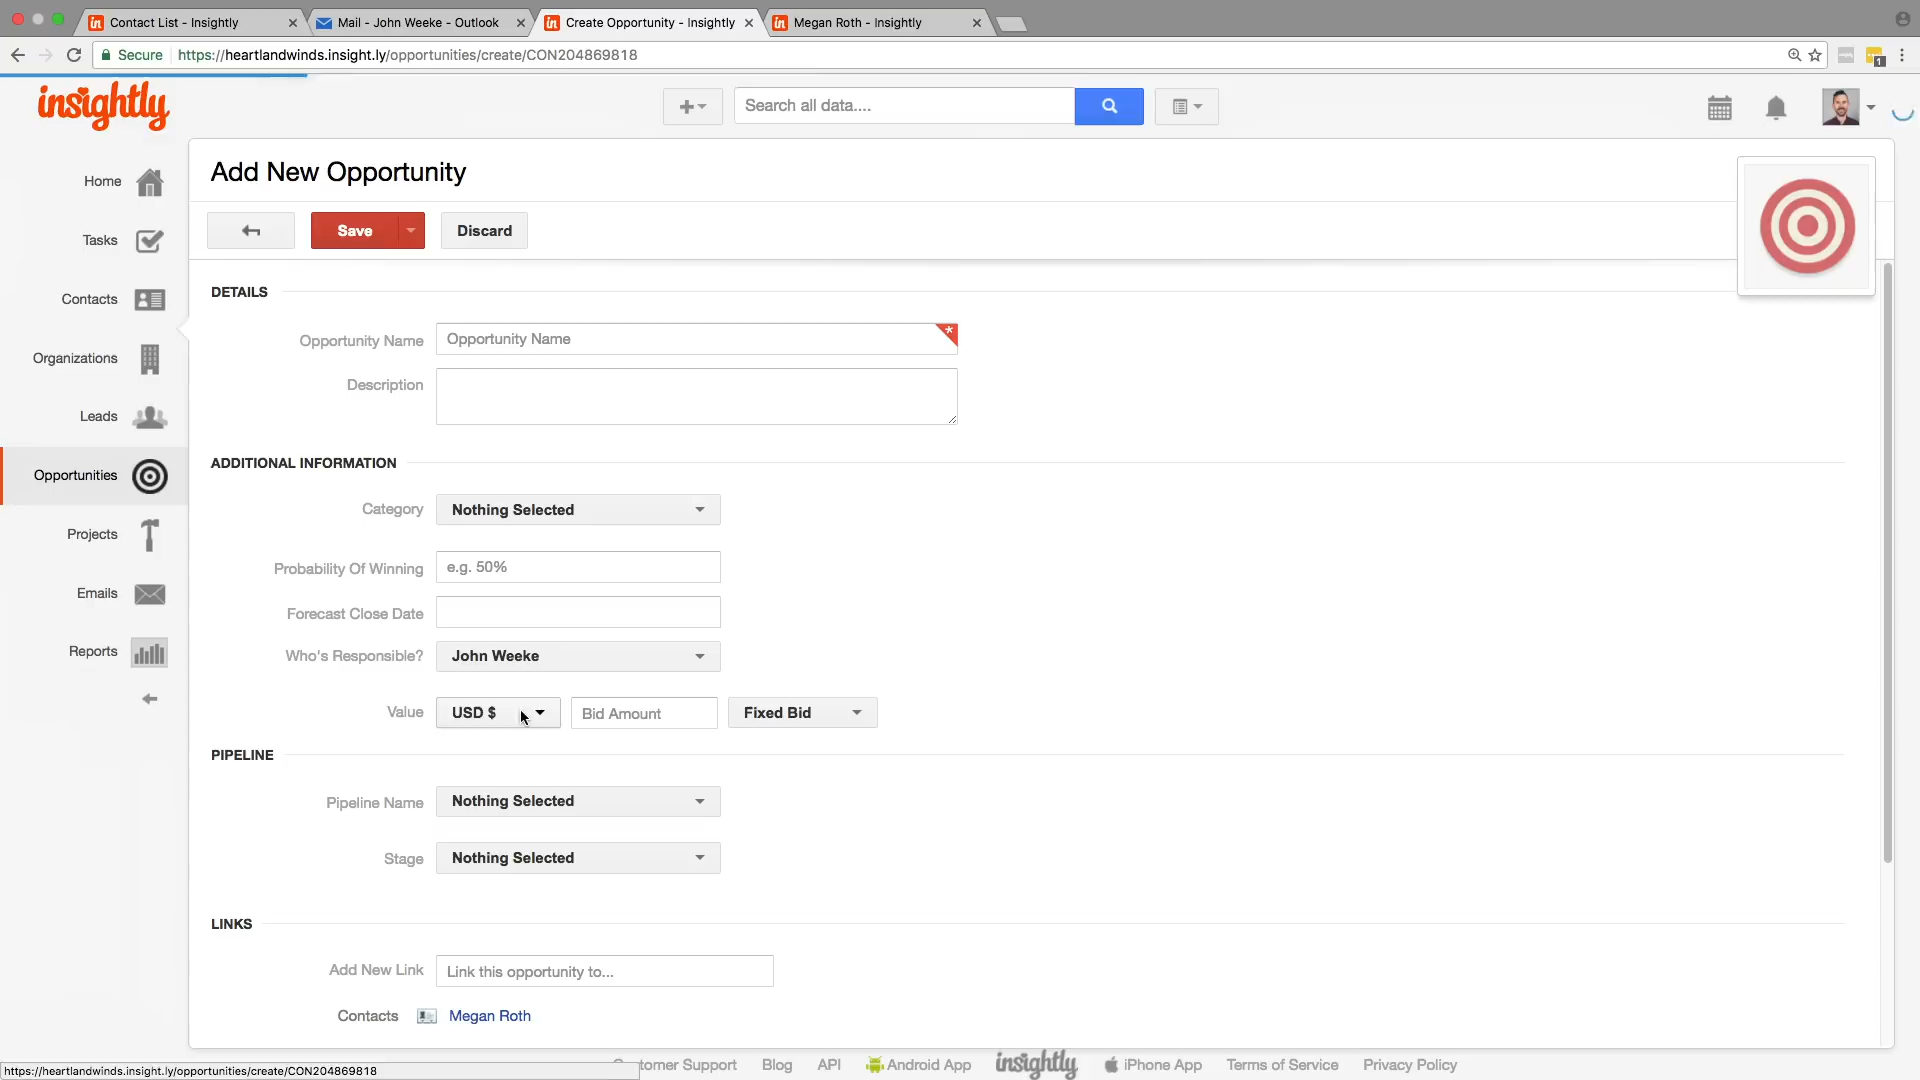 Contact List - Insightly
Mail - John Weeke - Outlook
Create Opportunity - Insightly
Megan Roth - Insightly
Secure https://heartlandwinds.insight.ly/opportunities/create/CON204869818
1
insightly
Search all data....
Add New Opportunity
Save
Discard
Home
Tasks
Contacts
Organizations
Leads
Opportunities
Projects
Emails
Reports
DETAILS
Opportunity Name Opportunity Name *
Description
ADDITIONAL INFORMATION
Category Nothing Selected
Probability Of Winning e.g. 50%
Forecast Close Date
Who's Responsible? John Weeke
Value USD $ Bid Amount Fixed Bid
PIPELINE
Pipeline Name Nothing Selected
Stage Nothing Selected
LINKS
Add New Link Link this opportunity to...
Contacts Megan Roth
https://heartlandwinds.insight.ly/opportunities/create/CON204869818
tomer Support Blog API Android App insightly iPhone App Terms of Service Privacy Policy